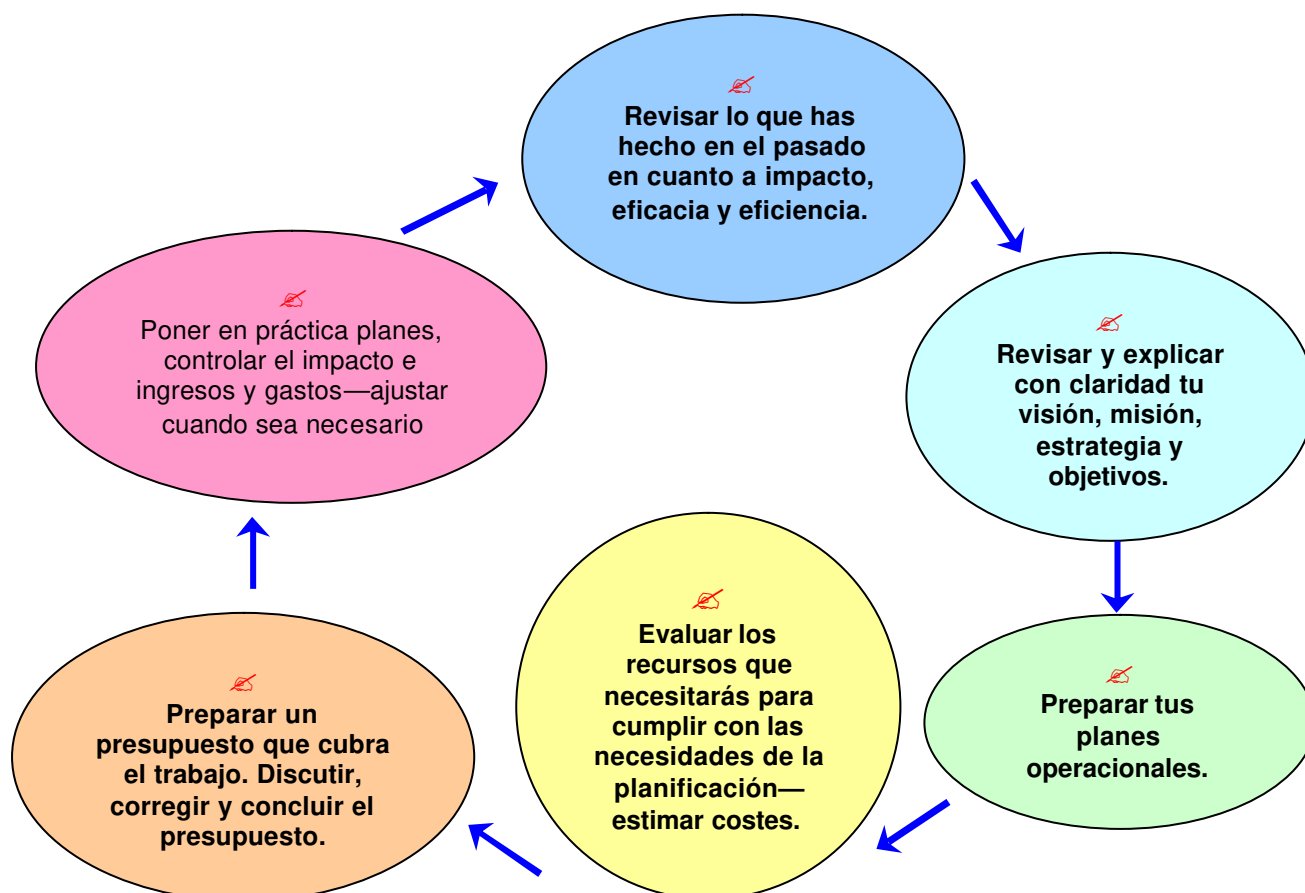 Revisar lo que has
hecho en el pasado
en cuanto a impacto,
eficacia y eficiencia.
Revisar y explicar
con claridad tu
visión, misión,
estrategia y
objetivos.
Preparar tus
planes
operacionales.
Evaluar los
recursos que
necesitarás para
cumplir con las
necesidades de la
planificación—
estimar costes.
Preparar un
presupuesto que cubra
el trabajo. Discutir,
corregir y concluir el
presupuesto.
Poner en práctica planes,
controlar el impacto e
ingresos y gastos—ajustar
cuando sea necesario